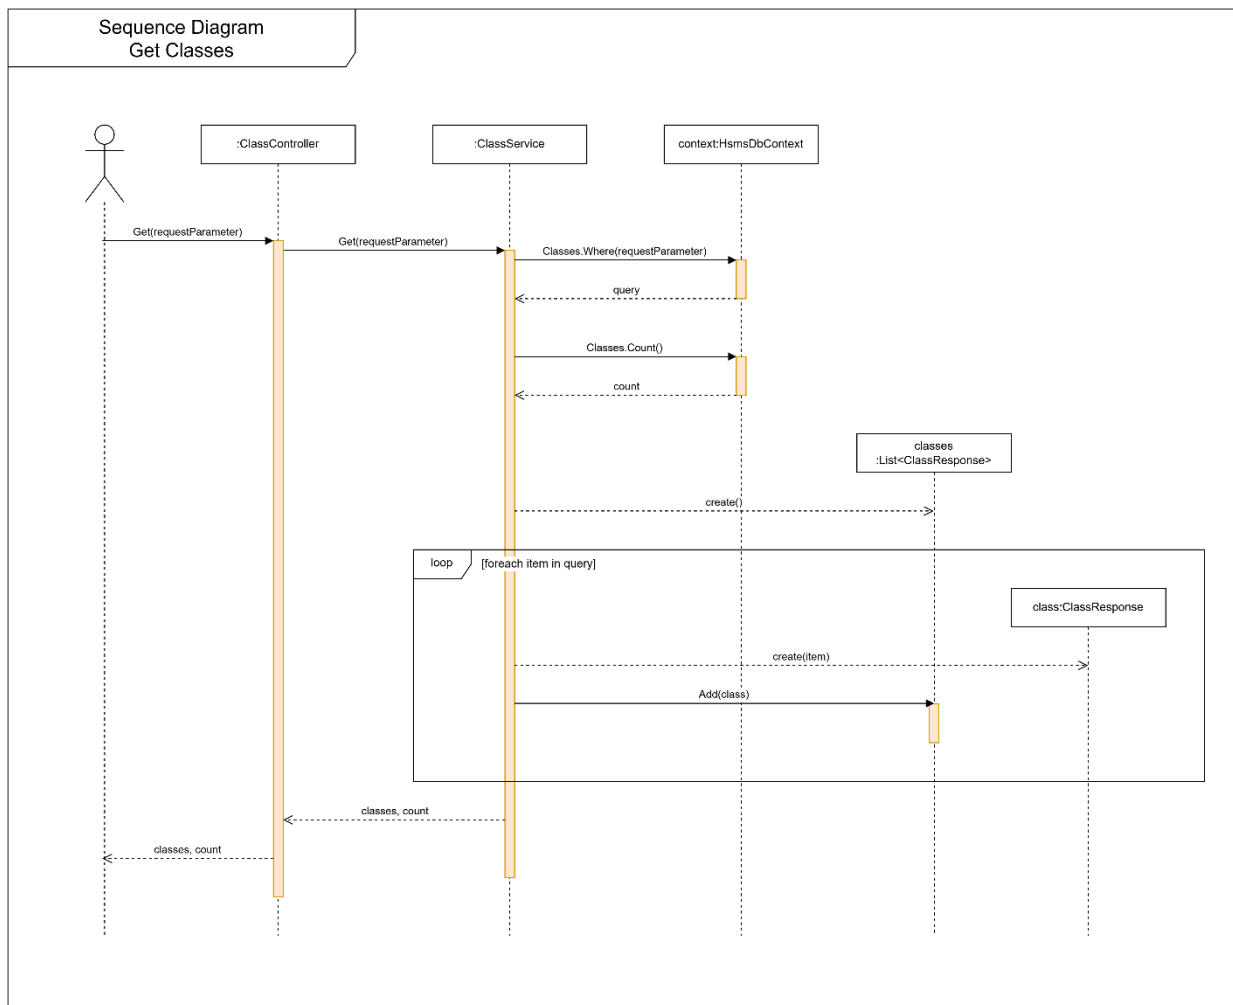 Sequence Diagram
Get Classes
:ClassController
:ClassService
context:HsmsDbContext
Get(requestParameter)
Get(requestParameter)
Classes.Where(requestParameter)
query
Classes.Count()
count
classes
:List<ClassResponse>
create()
loop
[foreach item in query]
class:ClassResponse
create(item)
Add(class)
classes, count
classes, count